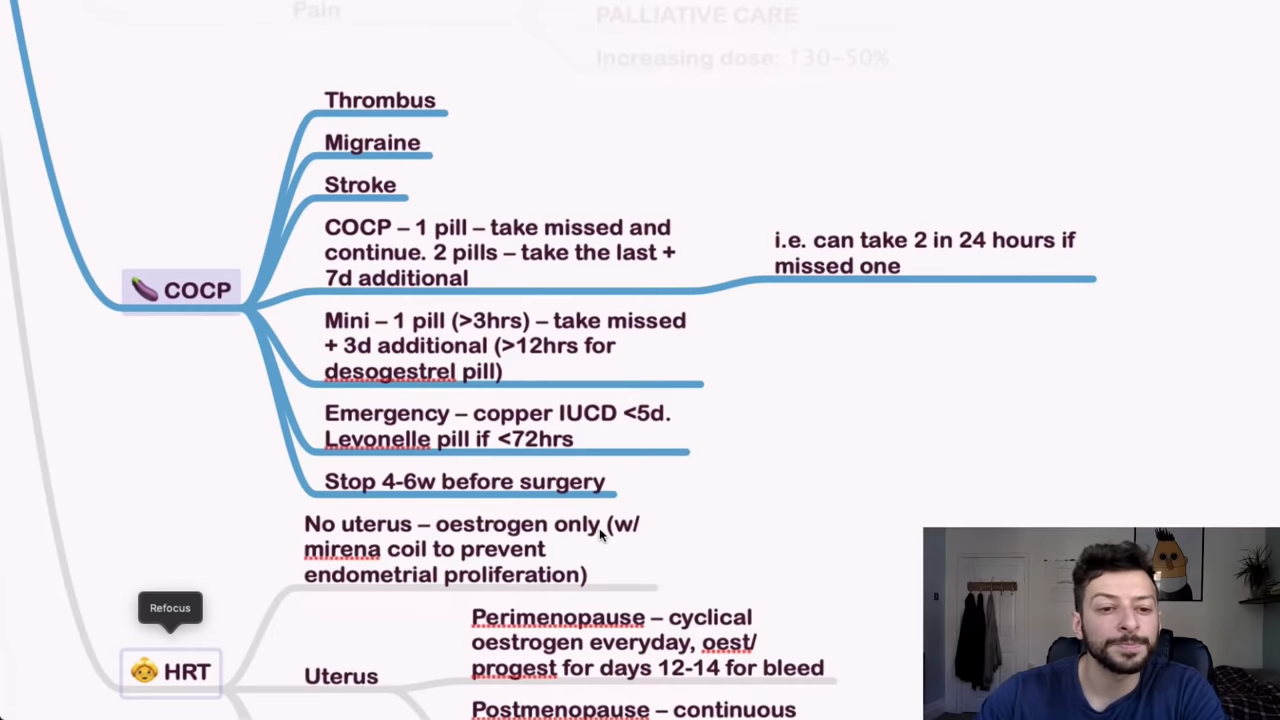 Pain
PALLIATIVE CARE
Increasing dose: ↑30–50%
Thrombus
Migraine
Stroke
COCP – 1 pill – take missed and
continue. 2 pills – take the last +
7d additional
i.e. can take 2 in 24 hours if
missed one
COCP
Mini – 1 pill (>3hrs) – take missed
+ 3d additional (>12hrs for
desogestrel pill)
Emergency – copper IUCD <5d.
Levonelle pill if <72hrs
Stop 4-6w before surgery
No uterus – oestrogen only (w/
mirena coil to prevent
endometrial proliferation)
Refocus
HRT
Uterus
Perimenopause – cyclical
oestrogen everyday, oest/
progest for days 12-14 for bleed
Postmenopause – continuous